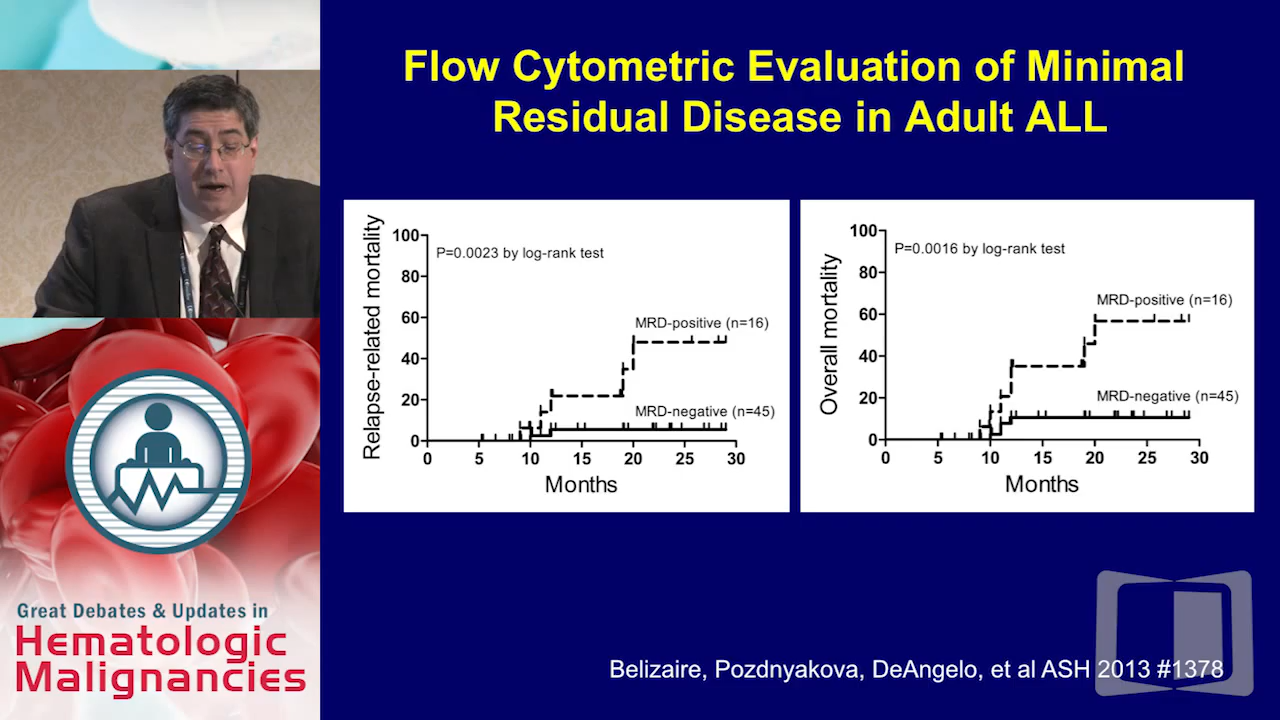 Flow Cytometric Evaluation of Minimal
Residual Disease in Adult ALL
Relapse-related mortality
100
80
60
40
20
0
P=0.0023 by log-rank test
MRD-positive (n=16)
MRD-negative (n=45)
0 5 10 15 20 25 30
Months
Overall mortality
100
80
60
40
20
0
P=0.0016 by log-rank test
MRD-positive (n=16)
MRD-negative (n=45)
0 5 10 15 20 25 30
Months
Belizaire, Pozdnyakova, DeAngelo, et al ASH 2013 #1378
Great Debates & Updates in
Hematologic
Malignancies